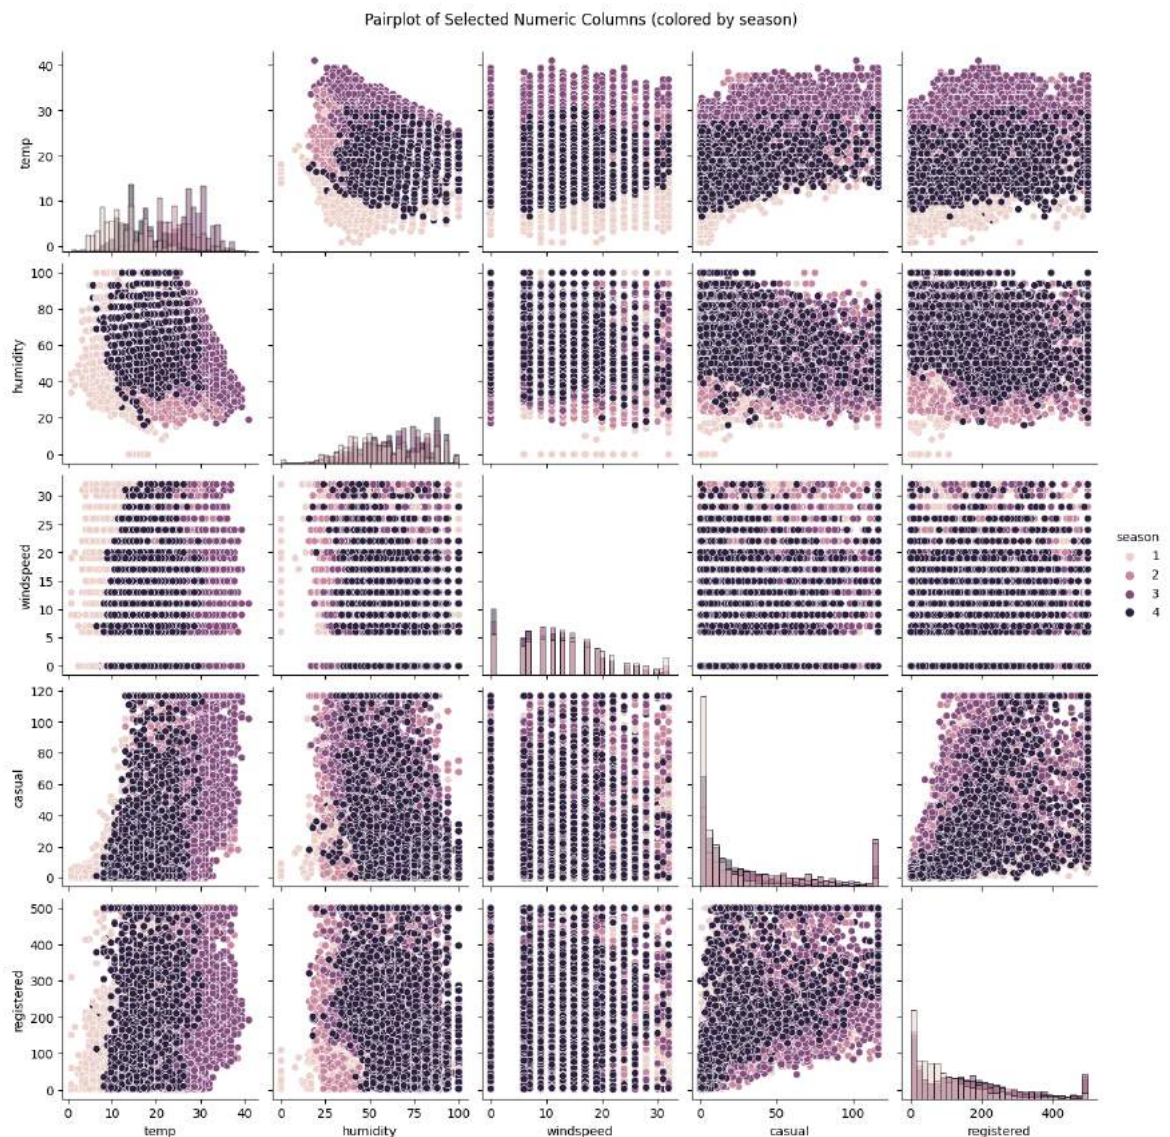 Pairplot of Selected Numeric Columns (colored by season)
40
30
20
10
0
temp
100
80
60
40
20
0
humidity
30
25
20
15
10
5
0
windspeed
season
1
2
3
4
120
100
80
60
40
20
0
casual
500
400
300
200
100
0
registered
0 10 20 30 40
0 25 50 75 100
0 10 20 30
0 50 100
0 200 400
temp humidity windspeed casual registered